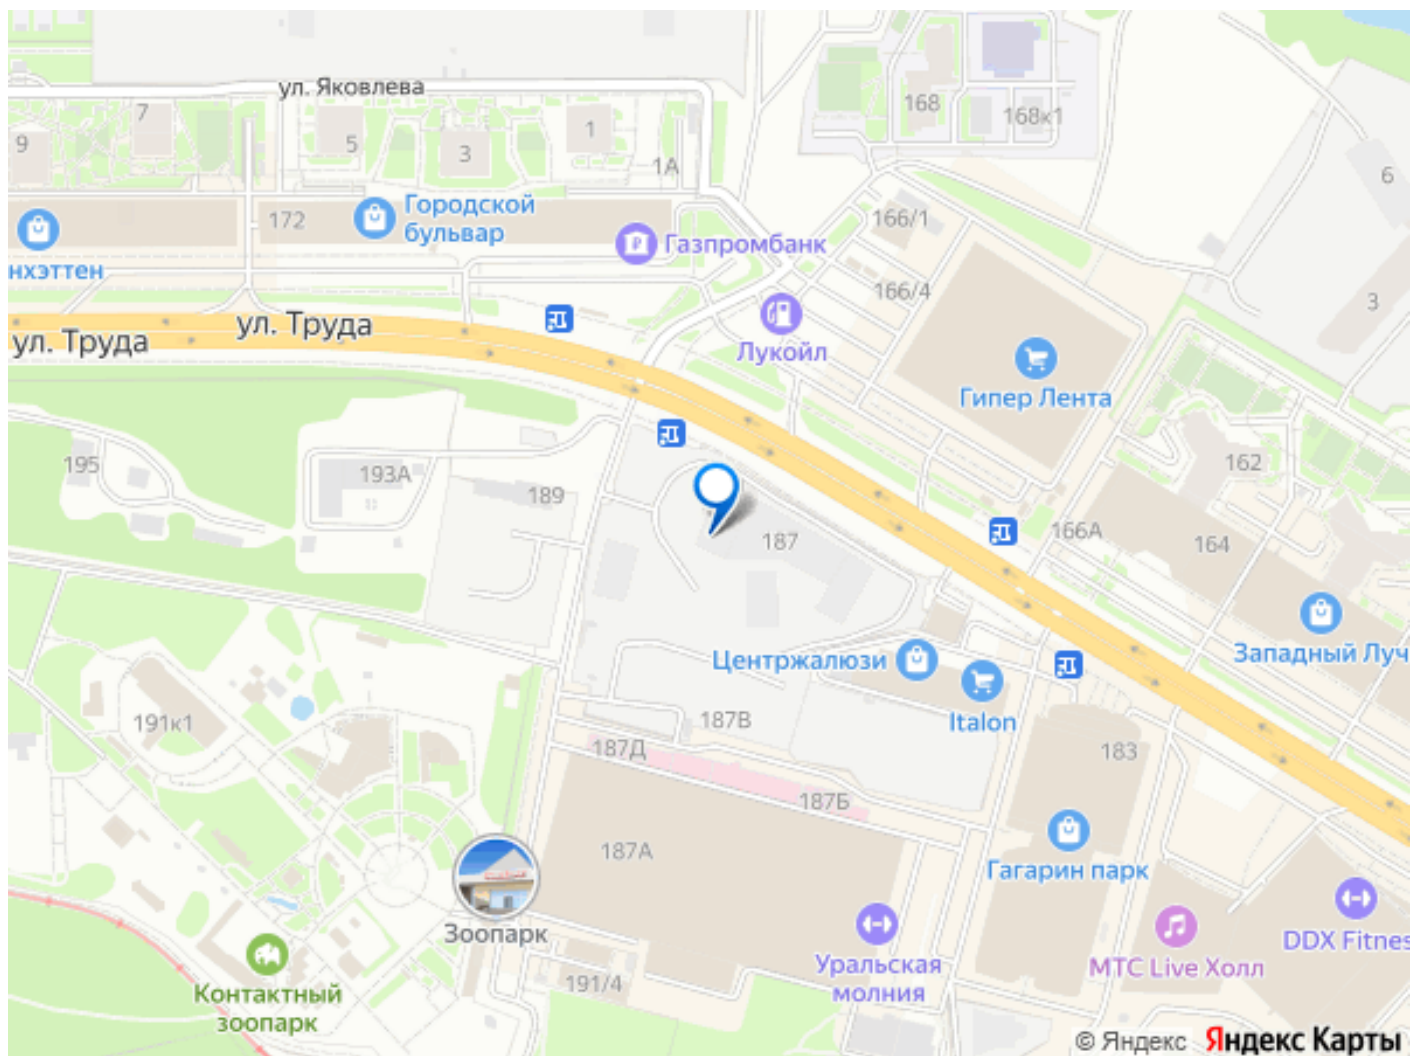 ул. Яковлева
168
168к1
7
9
5
3
1
1А
6
172
Городской
бульвар
Газпромбанк
166/1
нхэттен
166/4
3
ул. Труда
ул. Труда
Лукойл
Гипер Лента
195
193А
189
162
187
166А
164
Центржалюзи
Западный Луч
191к1
187В
Italon
187Д
183
187Б
187А
Гагарин парк
Зоопарк
Уральская
молния
МТС Live Холл
DDX Fitnes
191/4
Контактный
зоопарк
© Яндекс Яндекс Карты